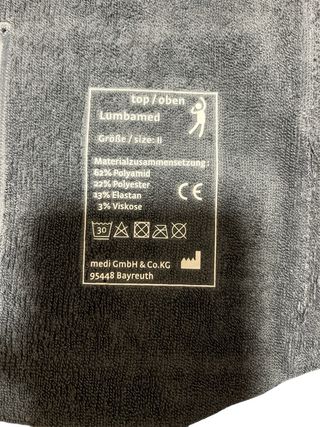 top / oben
Lumbamed
Größe / size: II
Materialzusammensetzung :
62% Polyamid
22% Polyester
13% Elastan
3% Viskose
CE
30
medi GmbH & Co.KG
95448 Bayreuth